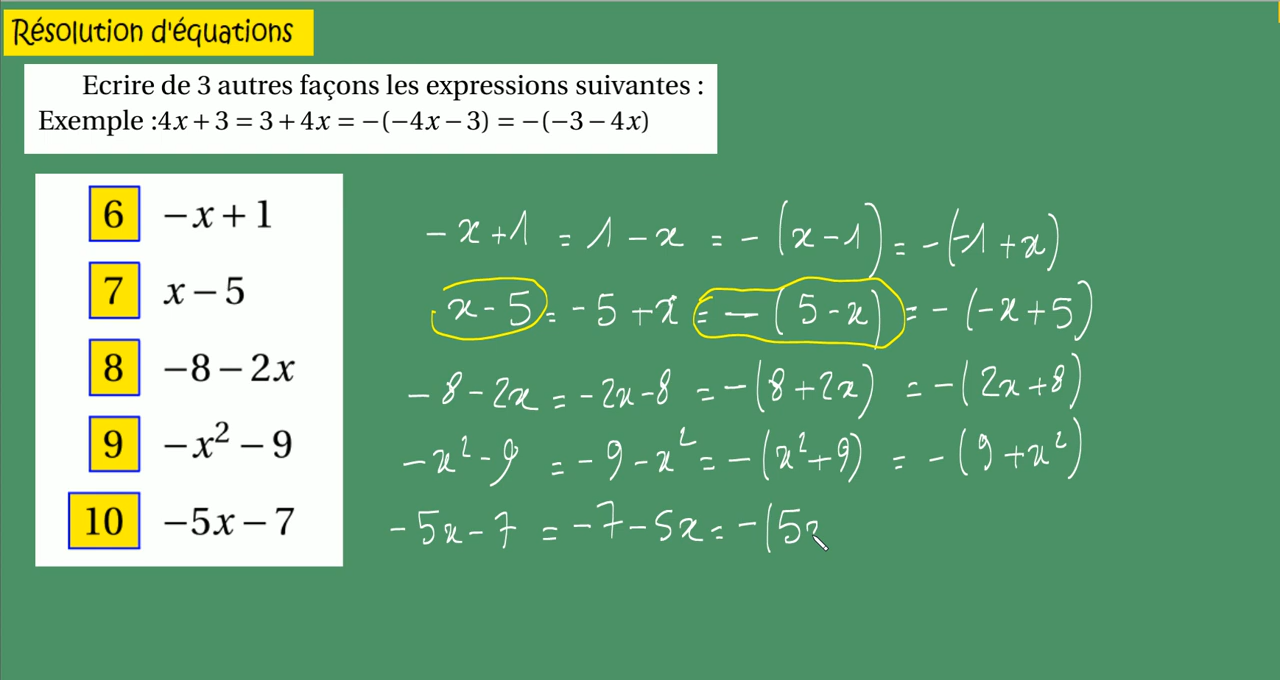 Résolution d'équations
Ecrire de 3 autres façons les expressions suivantes :
Exemple :4x + 3 = 3 + 4x = −(−4x − 3) = −(−3 − 4x)
6 −x + 1
-x+1 = 1-x = -(x-1) = -(-1+x)
7 x − 5
x-5 = -5+x = -(5-x) = -(-x+5)
8 −8 − 2x
-8-2x = -2x-8 = -(8+2x) = -(2x+8)
9 −x² − 9
-x²-9 = -9-x² = -(x²+9) = -(9+x²)
10 −5x − 7
-5x-7 = -7-5x = -(5x